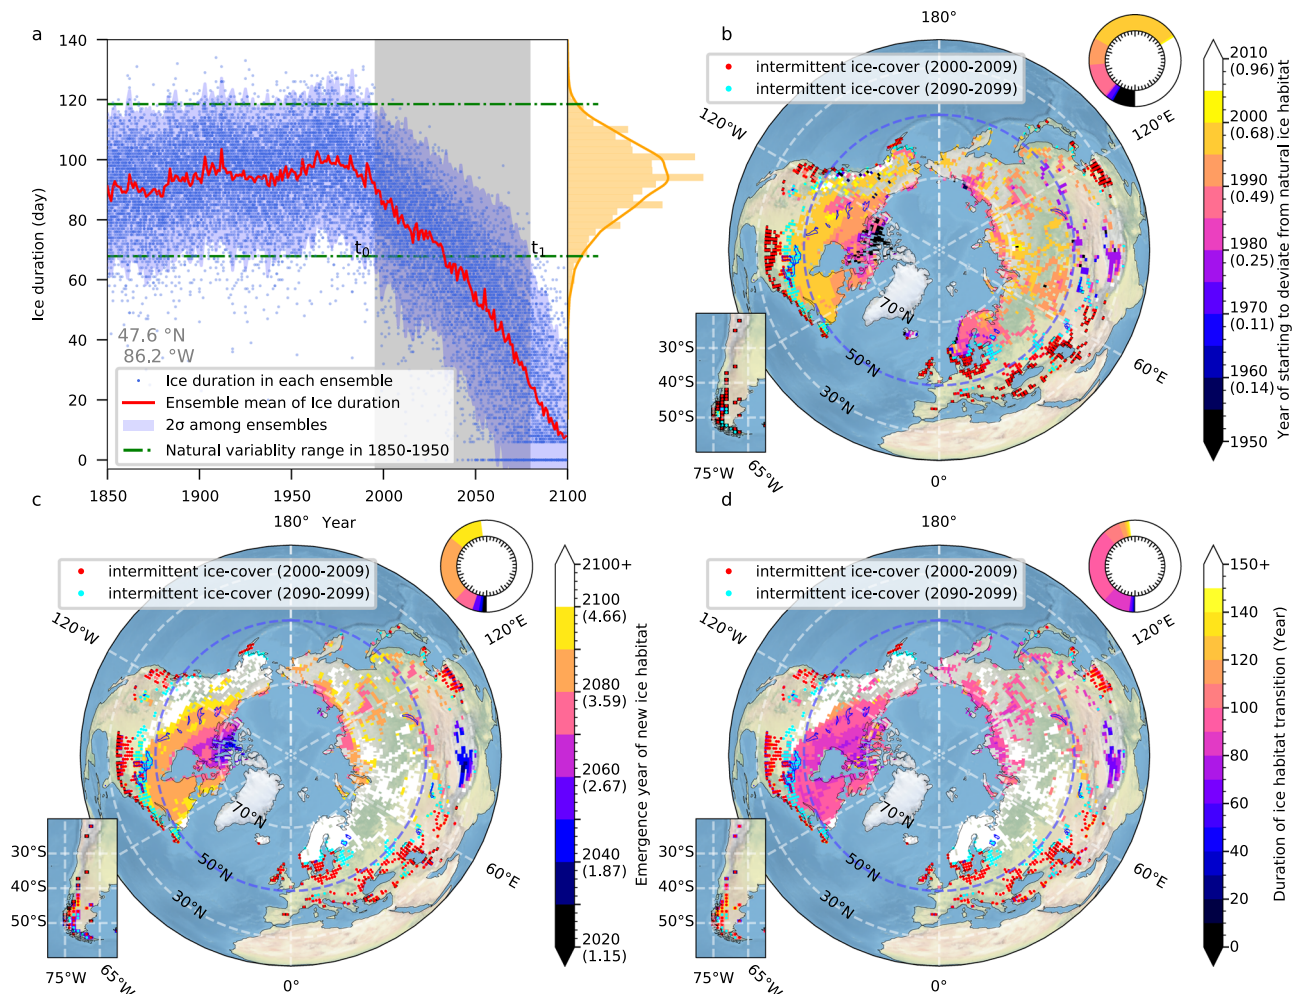 a
140
120
100
80
60
40
20
0
Ice duration (day)
t0
t1
47.6 °N
86.2 °W
Ice duration in each ensemble
Ensemble mean of Ice duration
2σ among ensembles
Natural variablity range in 1850-1950
1850
1900
1950
2000
2050
2100
Year
b
180°
intermittent ice-cover (2000-2009)
intermittent ice-cover (2090-2099)
120°W
120°E
70°N
50°N
30°N
60°E
0°
30°S
40°S
50°S
75°W
65°W
2010
(0.96)
2000
(0.68)
1990
(0.49)
1980
(0.25)
1970
(0.11)
1960
(0.14)
1950
Year of starting to deviate from natural ice habitat
c
180°
intermittent ice-cover (2000-2009)
intermittent ice-cover (2090-2099)
120°W
120°E
70°N
50°N
30°N
60°E
0°
30°S
40°S
50°S
75°W
65°W
2100+
2100
(4.66)
2080
(3.59)
2060
(2.67)
2040
(1.87)
2020
(1.15)
Emergence year of new ice habitat
d
180°
intermittent ice-cover (2000-2009)
intermittent ice-cover (2090-2099)
120°W
120°E
70°N
50°N
30°N
60°E
0°
30°S
40°S
50°S
75°W
65°W
150+
140
120
100
80
60
40
20
0
Duration of ice habitat transition (Year)